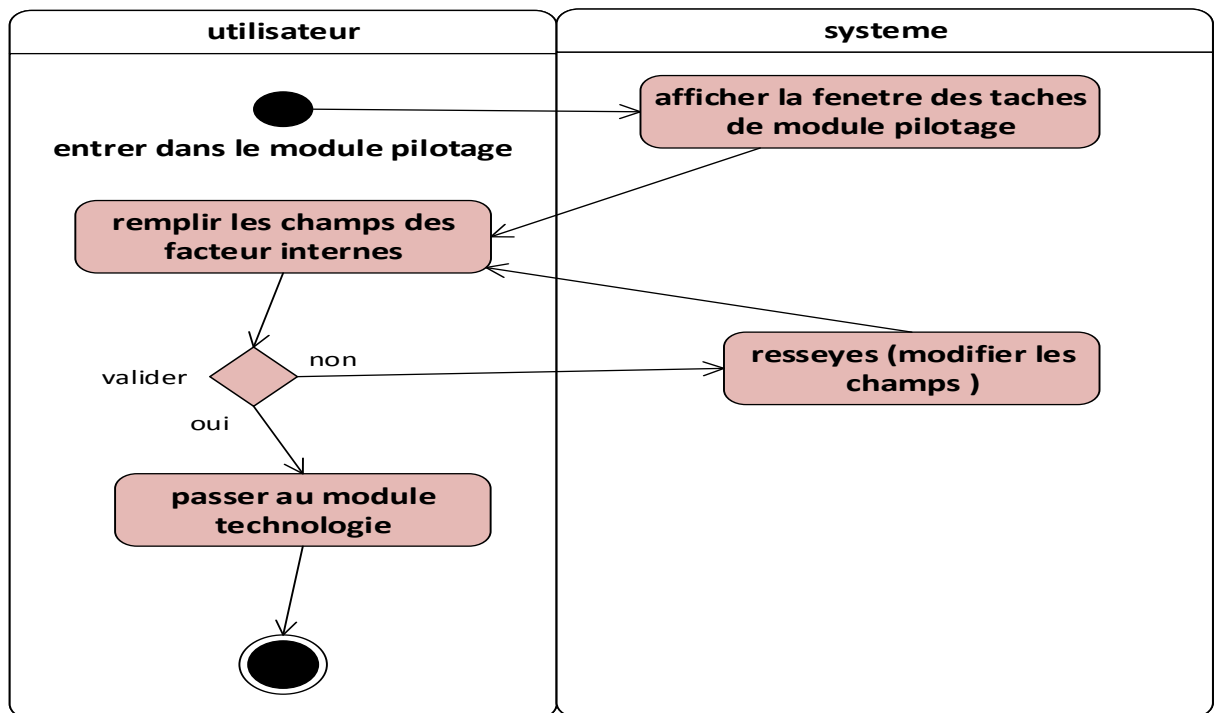 utilisateur
systeme
afficher la fenetre des taches
de module pilotage
entrer dans le module pilotage
remplir les champs des
facteur internes
non
valider
resseyes (modifier les
champs )
oui
passer au module
technologie